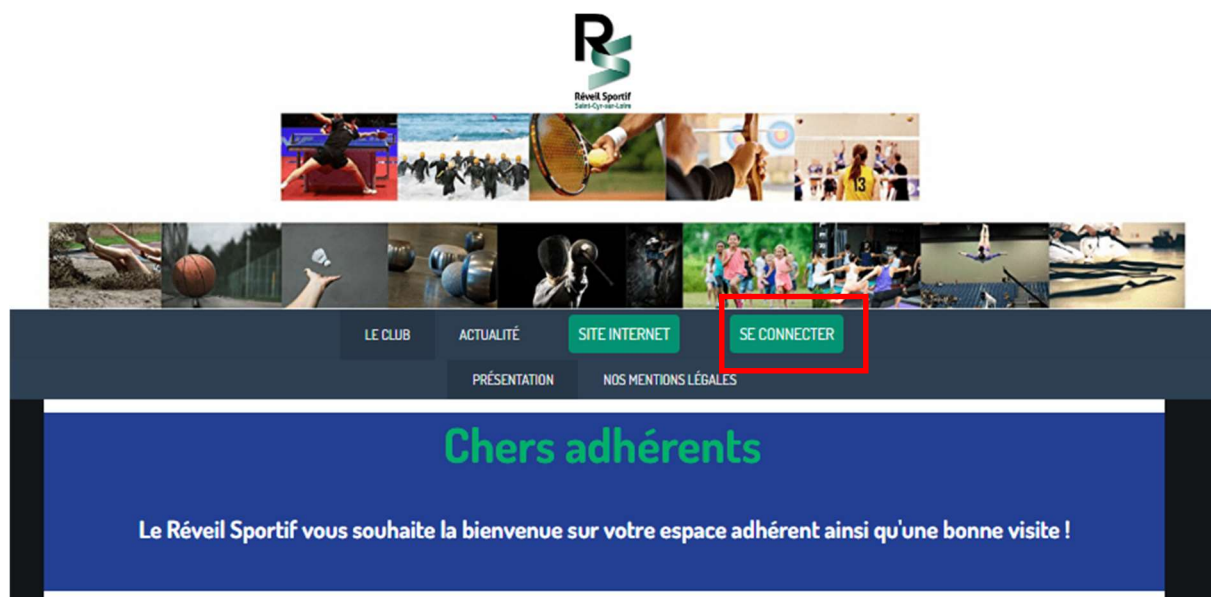 RS
Réveil Sportif
Saint-Cyr-sur-Loire
13
LE CLUB ACTUALITÉ SITE INTERNET SE CONNECTER
PRÉSENTATION NOS MENTIONS LÉGALES
Chers adhérents
Le Réveil Sportif vous souhaite la bienvenue sur votre espace adhérent ainsi qu'une bonne visite !